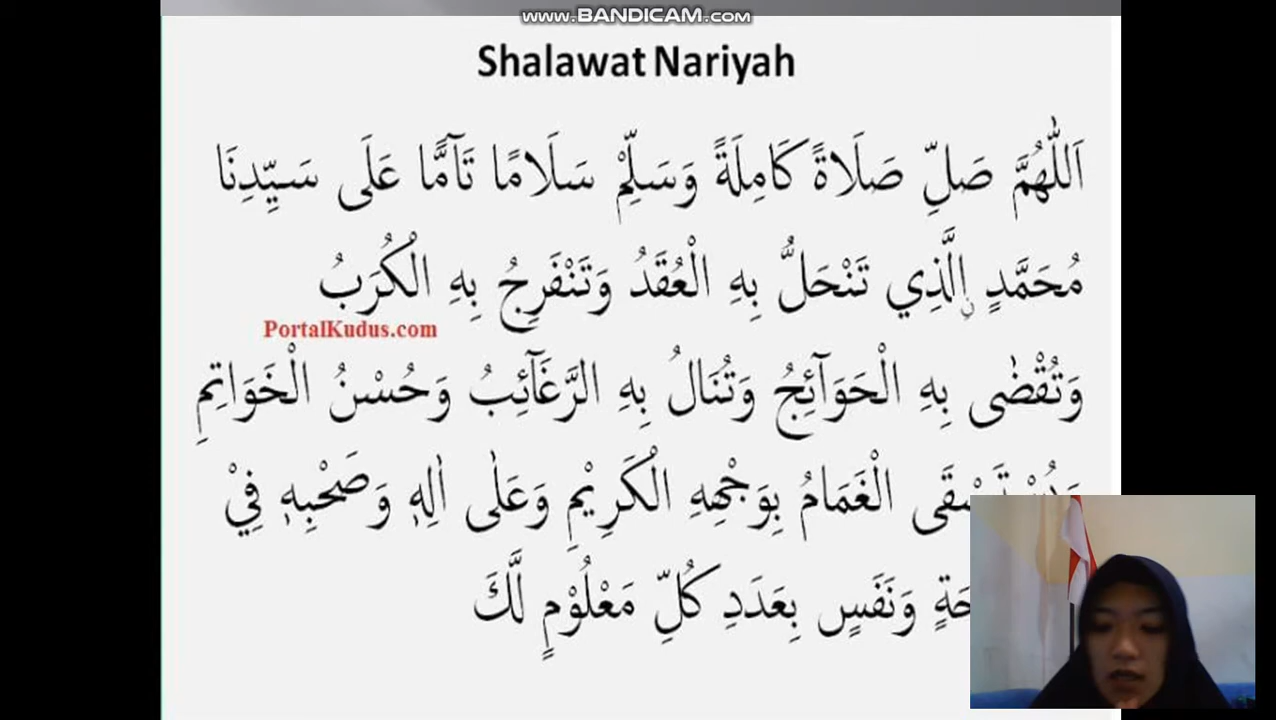 WWW.BANDICAM.COM
Shalawat Nariyah
اَللّٰهُمَّ صَلِّ صَلَاةً كَامِلَةً وَسَلِّمْ سَلَامًا تَآمًّا عَلَى سَيِّدِنَا
مُحَمَّدٍ ِۨالَّذِي تَنْحَلُّ بِهِ الْعُقَدُ وَتَنْفَرِجُ بِهِ الْكُرَبُ
PortalKudus.com
وَتُقْضٰى بِهِ الْحَوَآئِجُ وَتُنَالُ بِهِ الرَّغَآئِبُ وَحُسْنُ الْخَوَاتِمِ
الْغَمَامُ بِوَجْهِهِ الْكَرِيْمِ وَعَلٰى اٰلِهٖ وَصَحْبِهٖ فِيْ
وَنَفَسٍ بِعَدَدِ كُلِّ مَعْلُوْمٍ لَّكَ